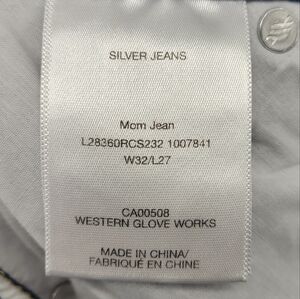 SILVER JEANS
Mom Jean
L28360RCS232 1007841
W32/L27
CA00508
WESTERN GLOVE WORKS
MADE IN CHINA/
FABRIQUÉ EN CHINE